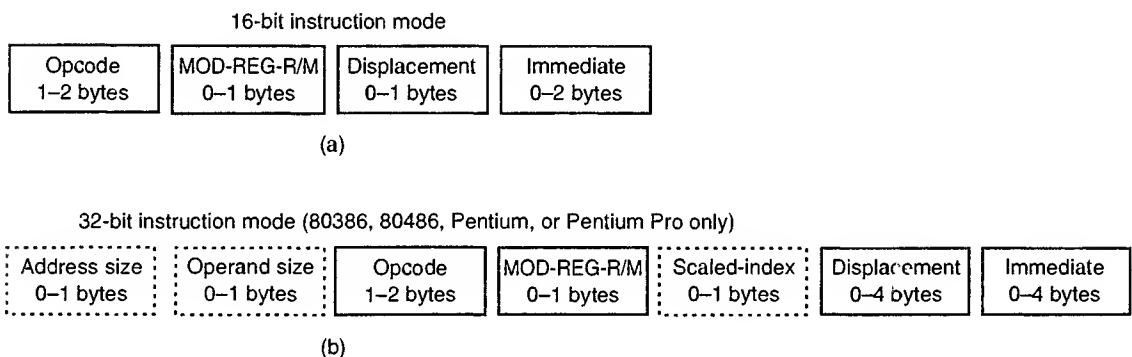 16-bit instruction mode
Opcode MOD-REG-R/M Displacement Immediate
1–2 bytes 0–1 bytes 0–1 bytes 0–2 bytes
(a)
32-bit instruction mode (80386, 80486, Pentium, or Pentium Pro only)
Address size Operand size Opcode MOD-REG-R/M Scaled-index Displacement Immediate
0–1 bytes 0–1 bytes 1–2 bytes 0–1 bytes 0–1 bytes 0–4 bytes 0–4 bytes
(b)